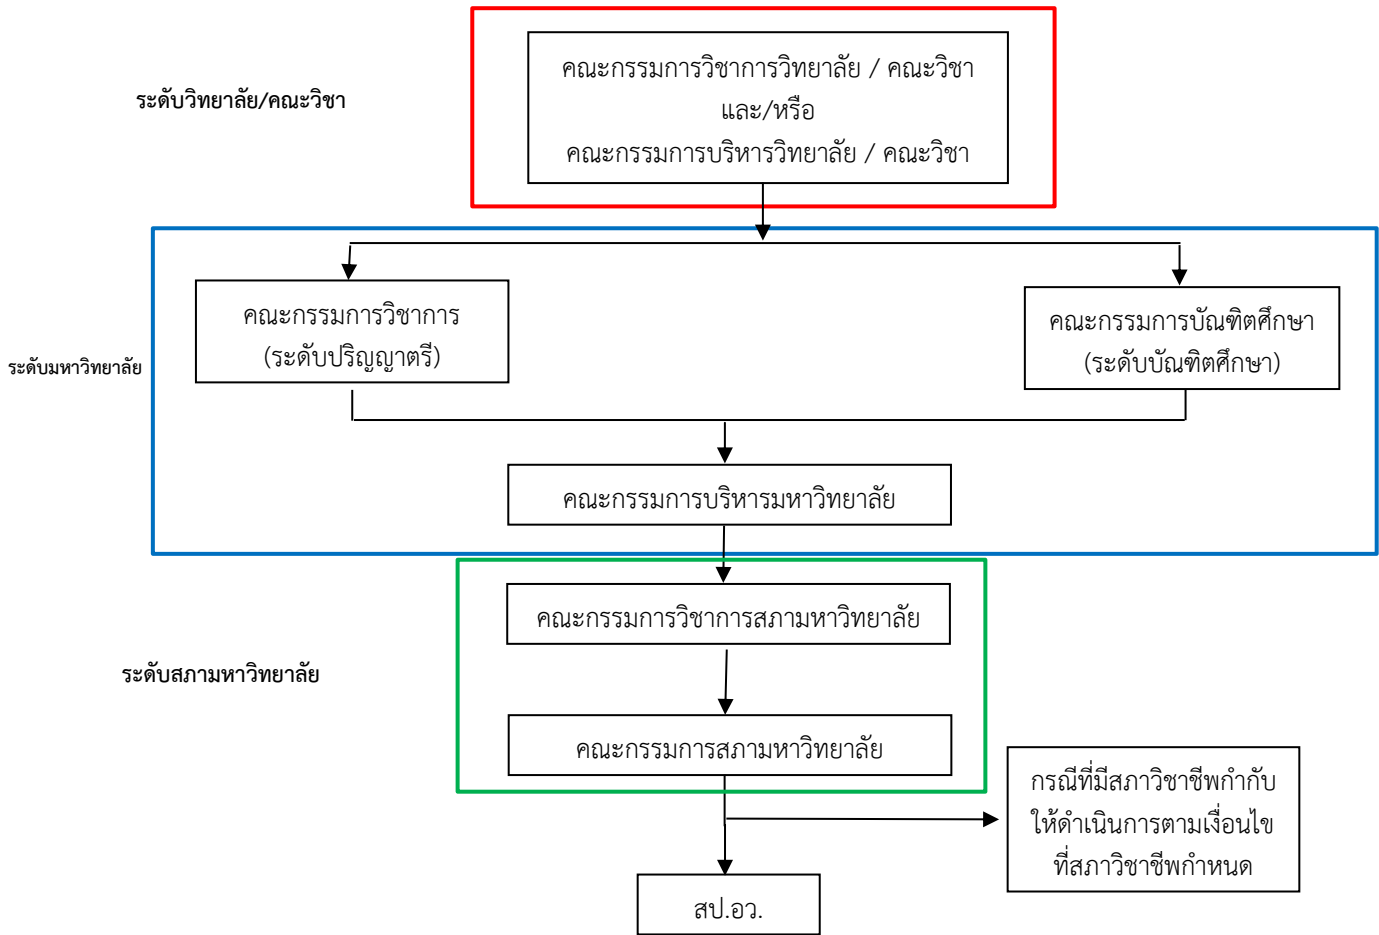 คณะกรรมการวิชาการวิทยาลัย / คณะวิชา
และ/หรือ
คณะกรรมการบริหารวิทยาลัย / คณะวิชา
ระดับวิทยาลัย/คณะวิชา
คณะกรรมการวิชาการ
(ระดับปริญญาตรี)
คณะกรรมการบัณฑิตศึกษา
(ระดับบัณฑิตศึกษา)
ระดับมหาวิทยาลัย
คณะกรรมการบริหารมหาวิทยาลัย
คณะกรรมการวิชาการสภามหาวิทยาลัย
ระดับสภามหาวิทยาลัย
คณะกรรมการสภามหาวิทยาลัย
กรณีที่มีสภาวิชาชีพกำกับ
ให้ดำเนินการตามเงื่อนไข
ที่สภาวิชาชีพกำหนด
สป.อว.